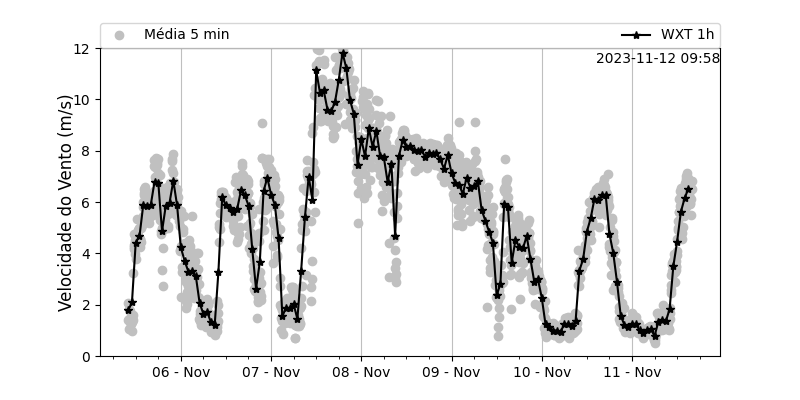 Média 5 min
WXT 1h
2023-11-12 09:58
Velocidade do Vento (m/s)
12
10
8
6
4
2
0
06 - Nov
07 - Nov
08 - Nov
09 - Nov
10 - Nov
11 - Nov